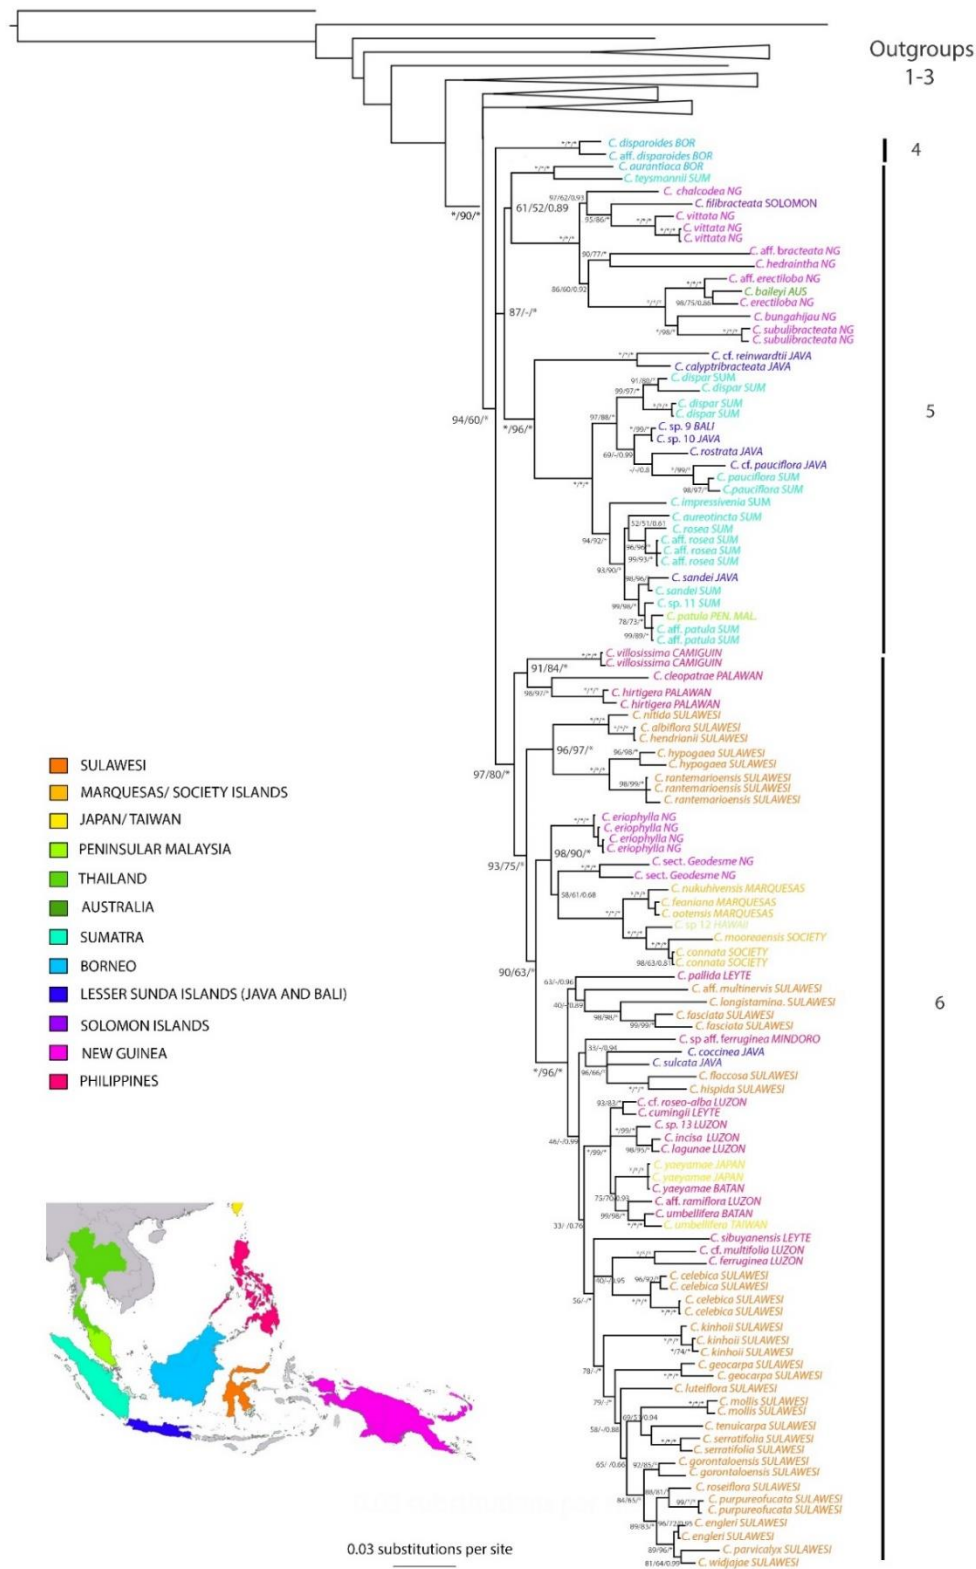 Outgroups
1-3
4
5
6
C. disparoides BOR
C. aff. disparoides BOR
C. aurantiaca BOR
C. teysmannii SUM
C. chalcodea NG
C. filibracteata SOLOMON
C. vittata NG
C. vittata NG
C. vittata NG
C. aff. bracteata NG
C. hedraintha NG
C. aff. erectiloba NG
C. baileyi AUS
C. erectiloba NG
C. bungahijau NG
C. subulibracteata NG
C. subulibracteata NG
C. cf. reinwardtii JAVA
C. calyptribracteata JAVA
C. dispar SUM
C. dispar SUM
C. dispar SUM
C. dispar SUM
C. sp. 9 BALI
C. sp. 10 JAVA
C. rostrata JAVA
C. cf. pauciflora JAVA
C. pauciflora SUM
C.pauciflora SUM
C. impressivenia SUM
C. aureotincta SUM
C. rosea SUM
C. aff. rosea SUM
C. aff. rosea SUM
C. aff. rosea SUM
C. sandei JAVA
C. sandei SUM
C. sp. 11 SUM
C. patula PEN. MAL.
C. aff. patula SUM
C. aff. patula SUM
C. villosissima CAMIGUIN
C. villosissima CAMIGUIN
C. cleopatrae PALAWAN
C. hirtigera PALAWAN
C. hirtigera PALAWAN
C. nitida SULAWESI
C. albiflora SULAWESI
C. hendrianii SULAWESI
C. hypogaea SULAWESI
C. hypogaea SULAWESI
C. rantemarioensis SULAWESI
C. rantemarioensis SULAWESI
C. rantemarioensis SULAWESI
C. eriophylla NG
C. eriophylla NG
C. eriophylla NG
C. eriophylla NG
C. sect. Geodesme NG
C. sect. Geodesme NG
C. nukuhivensis MARQUESAS
C. feaniana MARQUESAS
C. ootensis MARQUESAS
C. sp 12 HAWAII
C. mooreaensis SOCIETY
C. connata SOCIETY
C. connata SOCIETY
C. pallida LEYTE
C. aff. multinervis SULAWESI
C. longistamina. SULAWESI
C. fasciata SULAWESI
C. fasciata SULAWESI
C. sp aff. ferruginea MINDORO
C. coccinea JAVA
C. sulcata JAVA
C. floccosa SULAWESI
C. hispida SULAWESI
C. cf. roseo-alba LUZON
C. cumingii LEYTE
C. sp. 13 LUZON
C. incisa LUZON
C. lagunae LUZON
C. yaeyamae JAPAN
C. yaeyamae JAPAN
C. yaeyamae BATAN
C. aff. ramiflora LUZON
C. umbellifera BATAN
C. umbellifera TAIWAN
C. sibuyanensis LEYTE
C. cf. multifolia LUZON
C. ferruginea LUZON
C. celebica SULAWESI
C. celebica SULAWESI
C. celebica SULAWESI
C. celebica SULAWESI
C. kinhoii SULAWESI
C. kinhoii SULAWESI
C. kinhoii SULAWESI
C. geocarpa SULAWESI
C. geocarpa SULAWESI
C. luteiflora SULAWESI
C. mollis SULAWESI
C. mollis SULAWESI
C. tenuicarpa SULAWESI
C. serratifolia SULAWESI
C. serratifolia SULAWESI
C. gorontaloensis SULAWESI
C. gorontaloensis SULAWESI
C. roseiflora SULAWESI
C. purpureofucata SULAWESI
C. purpureofucata SULAWESI
C. engleri SULAWESI
C. engleri SULAWESI
C. parvicalyx SULAWESI
C. widjajae SULAWESI
*/90/*
61/52/0.89
87/-/*
94/60/*
*/96/*
91/84/*
96/97/*
97/80/*
98/90/*
93/75/*
90/63/*
*/96/*
SULAWESI
MARQUESAS/ SOCIETY ISLANDS
JAPAN/ TAIWAN
PENINSULAR MALAYSIA
THAILAND
AUSTRALIA
SUMATRA
BORNEO
LESSER SUNDA ISLANDS (JAVA AND BALI)
SOLOMON ISLANDS
NEW GUINEA
PHILIPPINES
0.03 substitutions per site